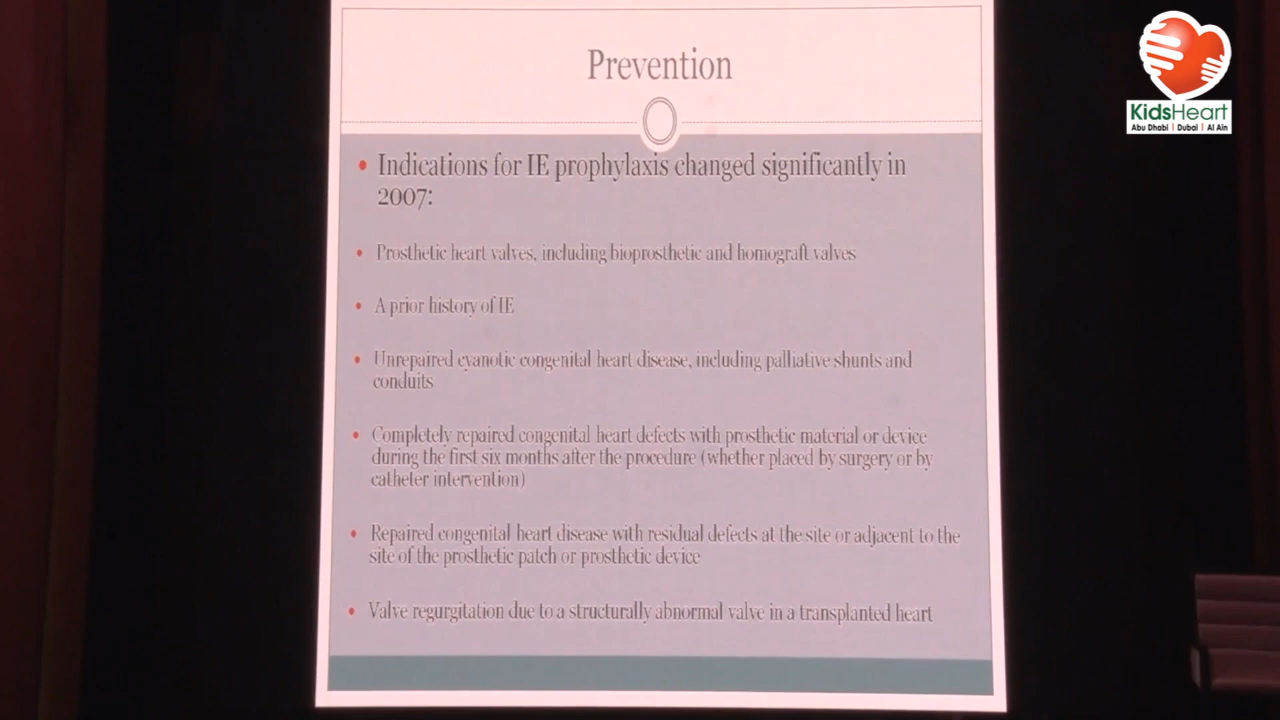 Prevention
• Indications for IE prophylaxis changed significantly in
2007:
• Prosthetic heart valves, including bioprosthetic and homograft valves
• A prior history of IE
• Unrepaired cyanotic congenital heart disease, including palliative shunts and
conduits
• Completely repaired congenital heart defects with prosthetic material or device
during the first six months after the procedure (whether placed by surgery or by
catheter intervention)
• Repaired congenital heart disease with residual defects at the site or adjacent to the
site of the prosthetic patch or prosthetic device
• Valve regurgitation due to a structurally abnormal valve in a transplanted heart
KidsHeart
Abu Dhabi | Dubai | Al Ain